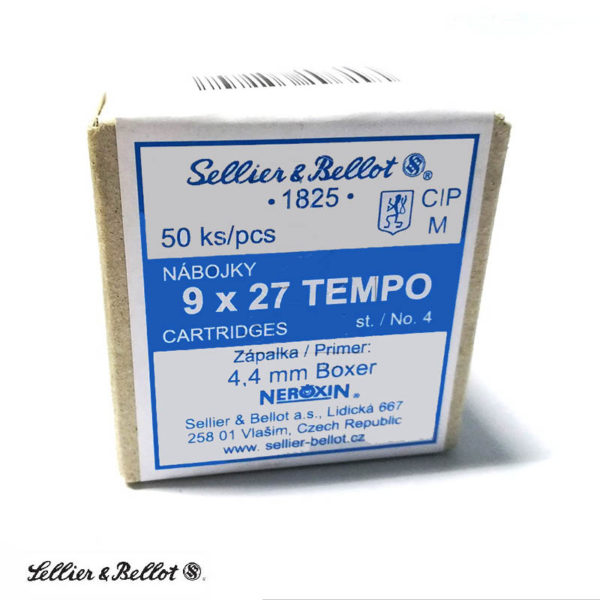 Sellier & Bellot S&B ®
• 1825 •
CIP
M
50 ks/pcs
NÁBOJKY
9 x 27 TEMPO
CARTRIDGES st. / No. 4
Zápalka / Primer:
4,4 mm Boxer
NEROXIN ®
Sellier & Bellot a.s., Lidická 667
258 01 Vlašim, Czech Republic
www. sellier-bellot.cz
Sellier & Bellot S&B ®